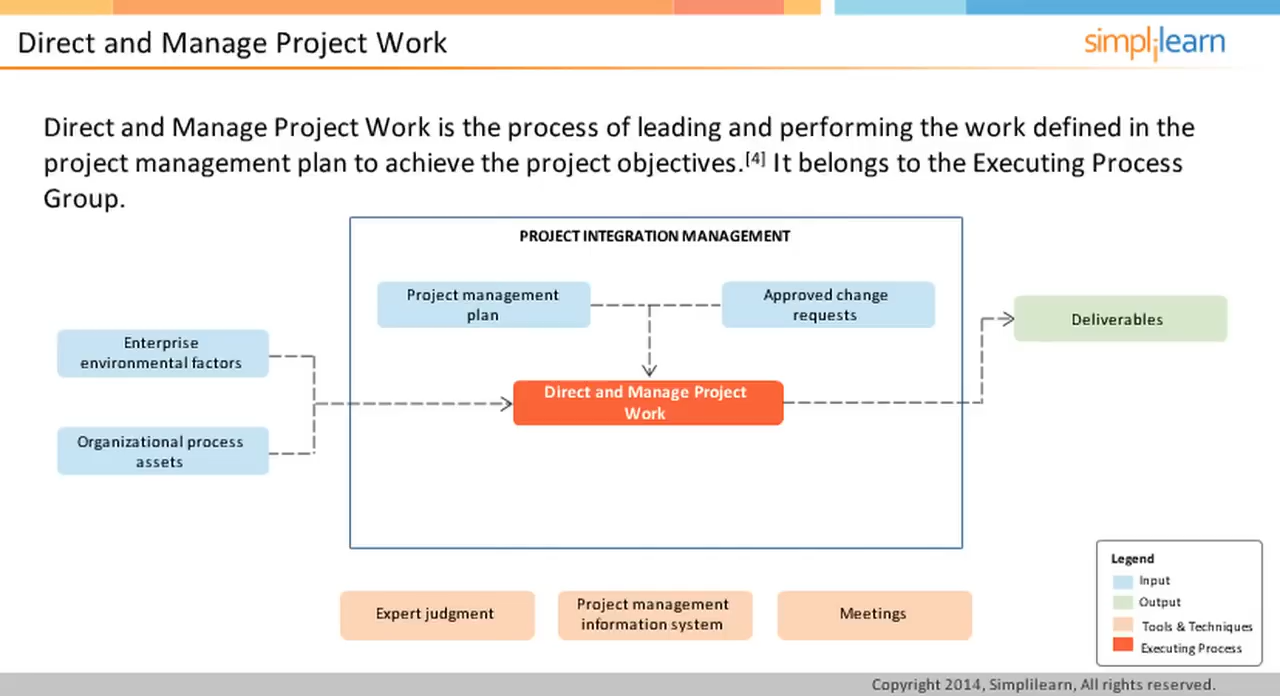 Direct and Manage Project Work
simplilearn
Direct and Manage Project Work is the process of leading and performing the work defined in the
project management plan to achieve the project objectives.[4] It belongs to the Executing Process
Group.
PROJECT INTEGRATION MANAGEMENT
Project management
plan
Approved change
requests
Deliverables
Enterprise
environmental factors
Direct and Manage Project
Work
Organizational process
assets
Expert judgment
Project management
information system
Meetings
Legend
Input
Output
Tools & Techniques
Executing Process
Copyright 2014, Simplilearn, All rights reserved.